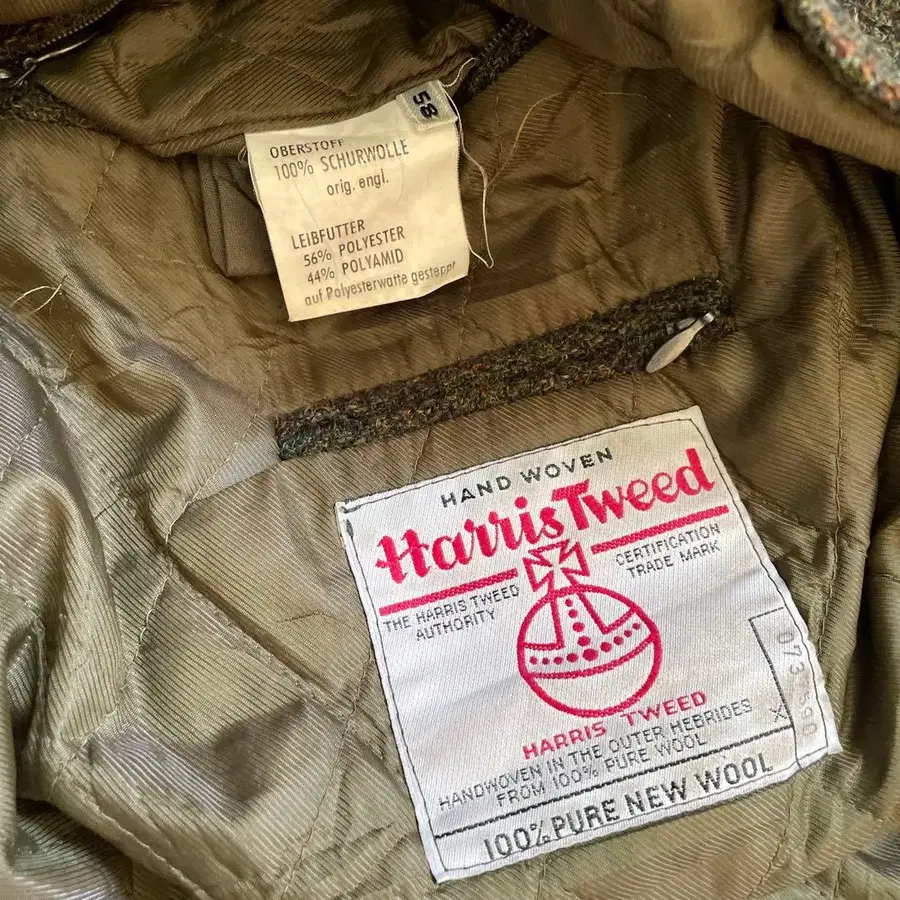 58
OBERSTOFF
100% SCHURWOLLE
orig. engl.
LEIBFUTTER
56% POLYESTER
44% POLYAMID
auf Polyesterwatte gesteppt
HAND WOVEN
Harris Tweed
THE HARRIS TWEED
AUTHORITY
CERTIFICATION
TRADE MARK
HARRIS TWEED
HANDWOVEN IN THE OUTER HEBRIDES
FROM 100% PURE WOOL
X
100% PURE NEW WOOL